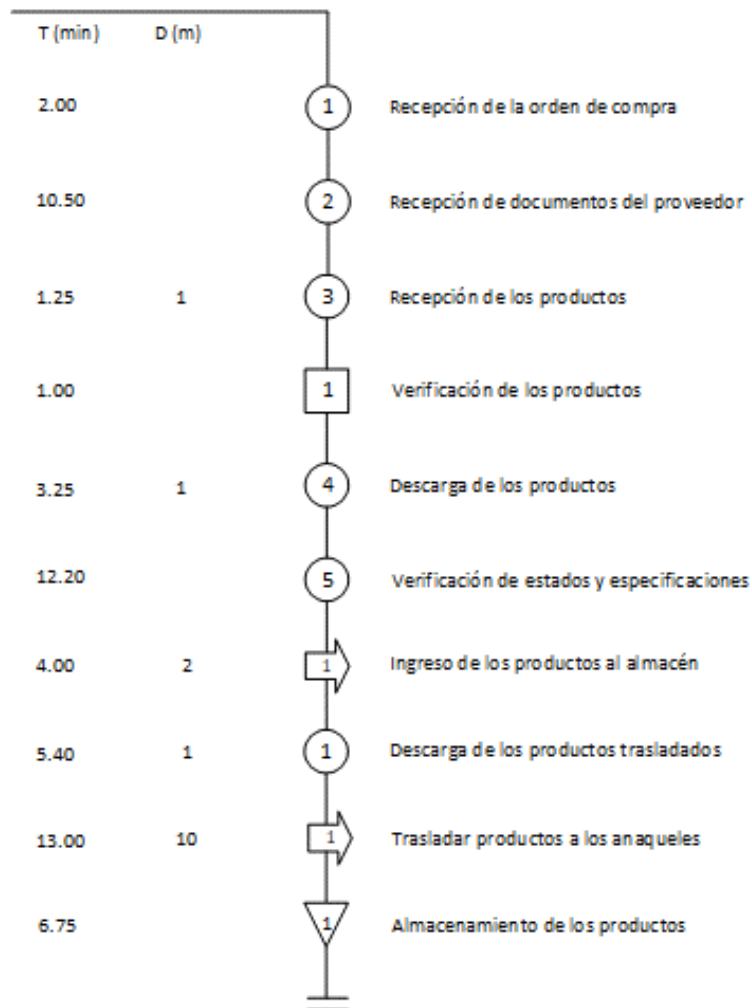 T (min) D (m)
2.00 1 Recepción de la orden de compra
10.50 2 Recepción de documentos del proveedor
1.25 1 3 Recepción de los productos
1.00 1 Verificación de los productos
3.25 1 4 Descarga de los productos
12.20 5 Verificación de estados y especificaciones
4.00 2 1 Ingreso de los productos al almacén
5.40 1 1 Descarga de los productos trasladados
13.00 10 1 Trasladar productos a los anaqueles
6.75 1 Almacenamiento de los productos